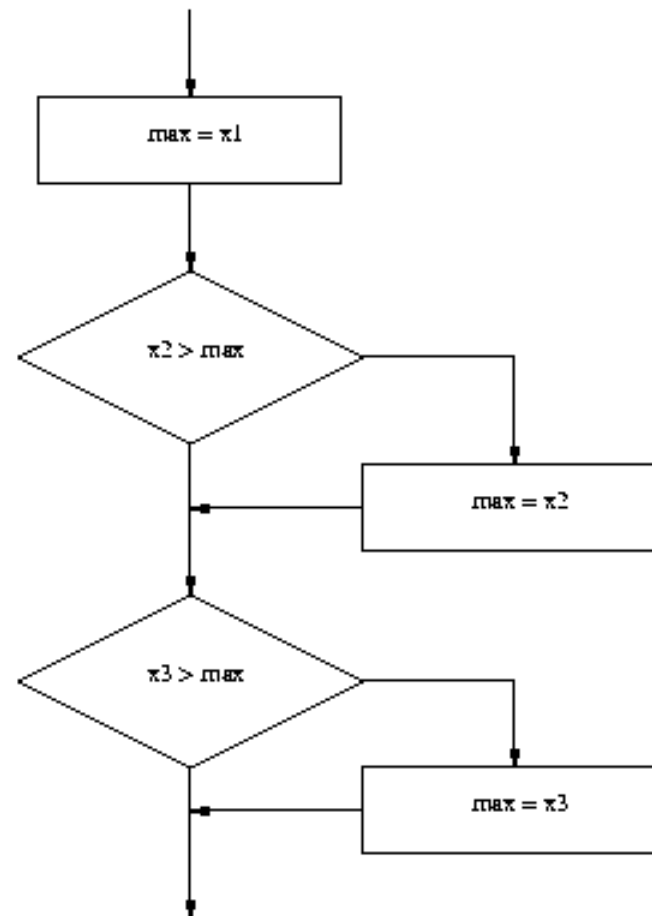 max = x1
x2 > max
max = x2
x3 > max
max = x3